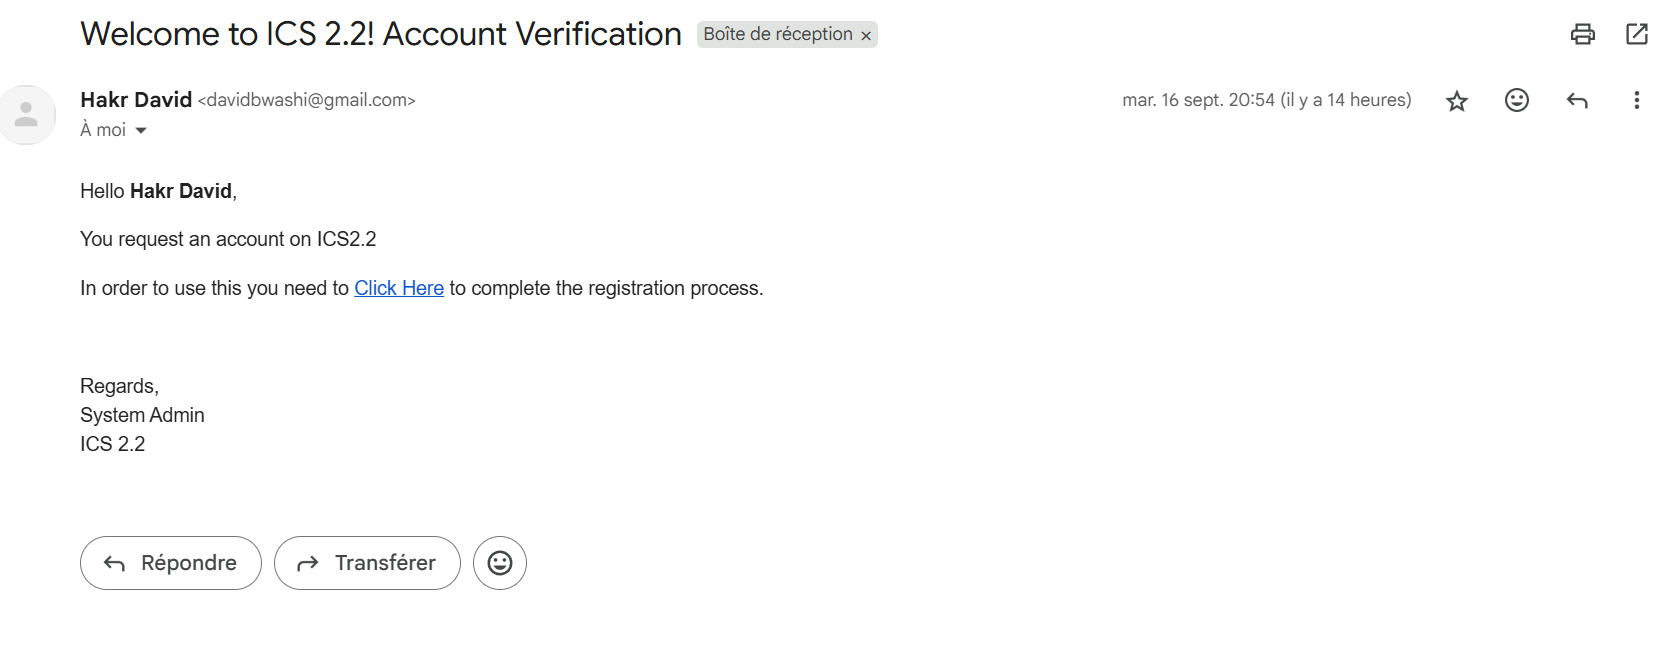 Welcome to ICS 2.2! Account Verification Boîte de réception ×
Hakr David <davidbwashi@gmail.com> mar. 16 sept. 20:54 (il y a 14 heures)
À moi
Hello Hakr David,
You request an account on ICS2.2
In order to use this you need to Click Here to complete the registration process.
Regards,
System Admin
ICS 2.2
Répondre Transférer